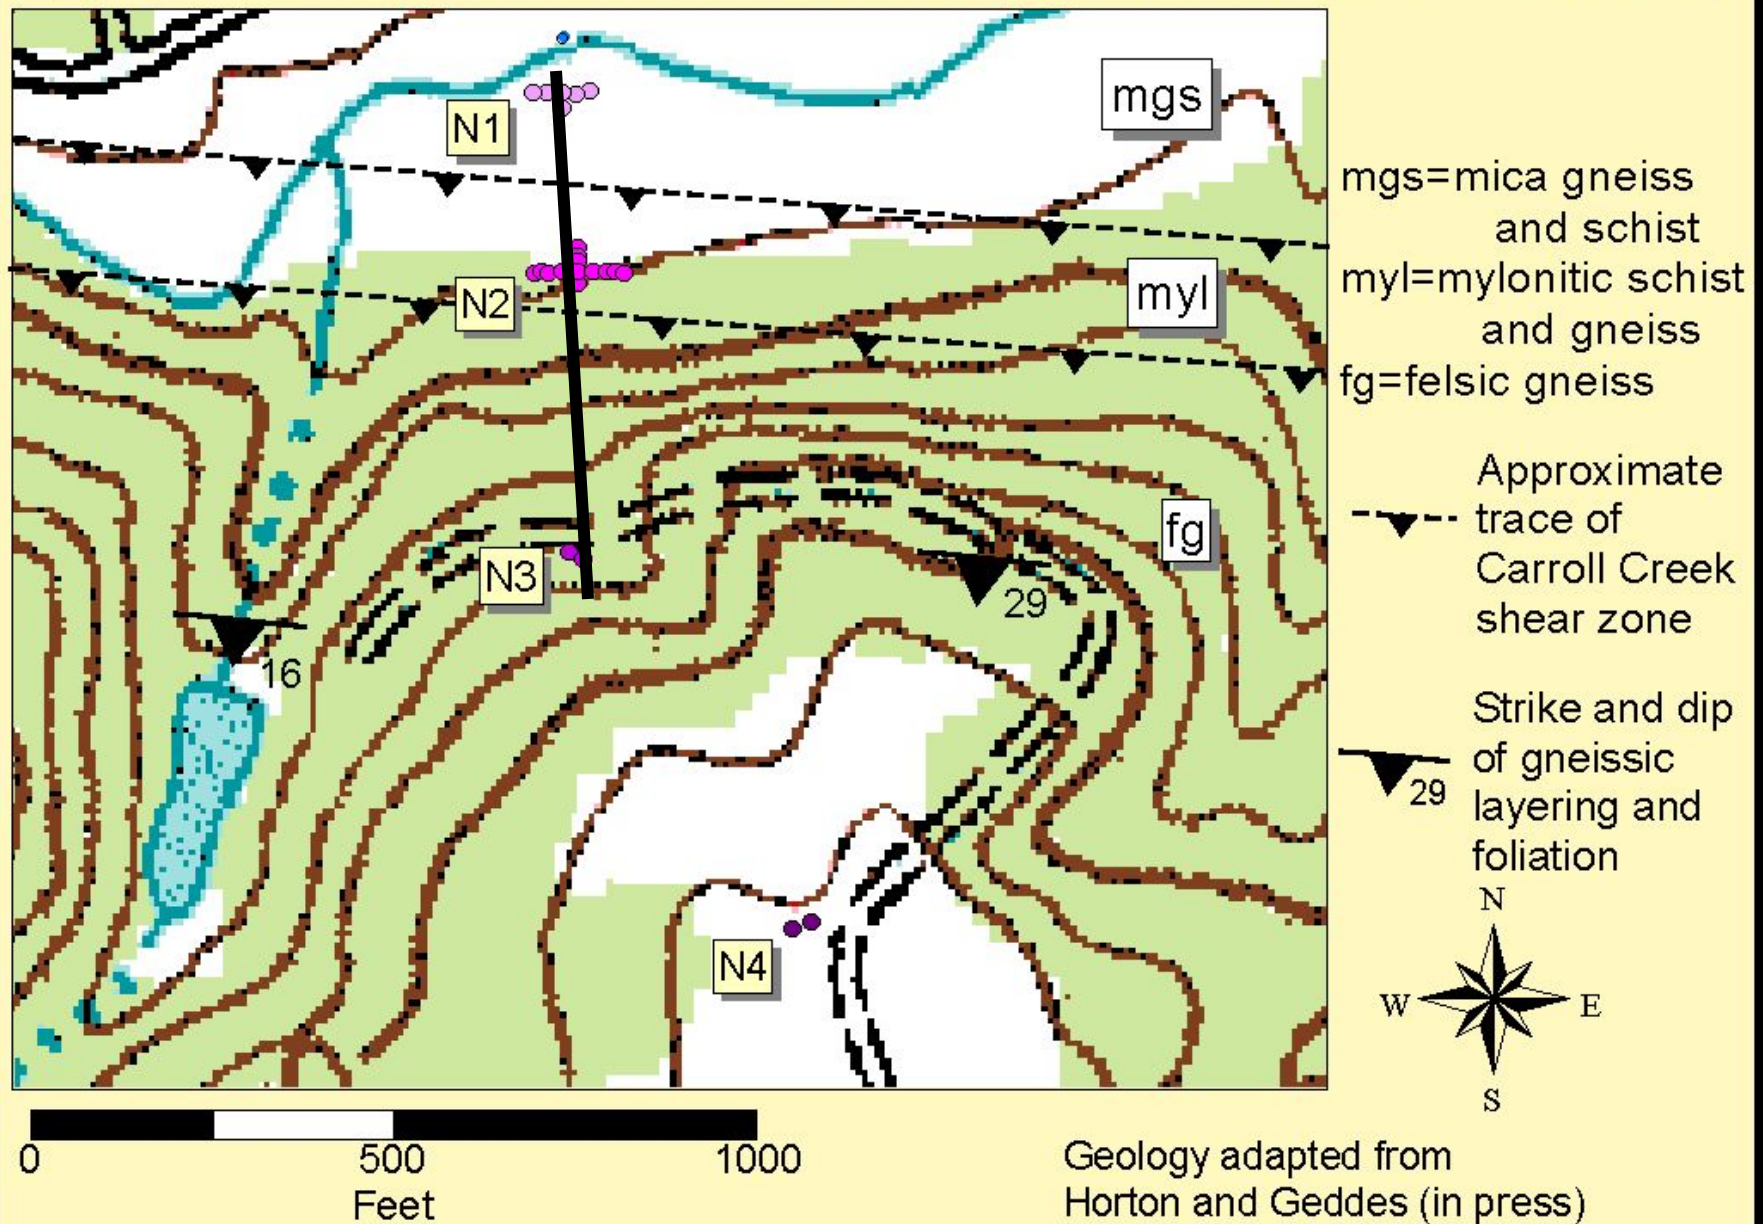 mgs
N1
N2
myl
fg
N3
29
16
N4
mgs=mica gneiss
and schist
myl=mylonitic schist
and gneiss
fg=felsic gneiss
Approximate
trace of
Carroll Creek
shear zone
Strike and dip
of gneissic
29
layering and
foliation
N
W E
S
0 500 1000
Feet
Geology adapted from
Horton and Geddes (in press)